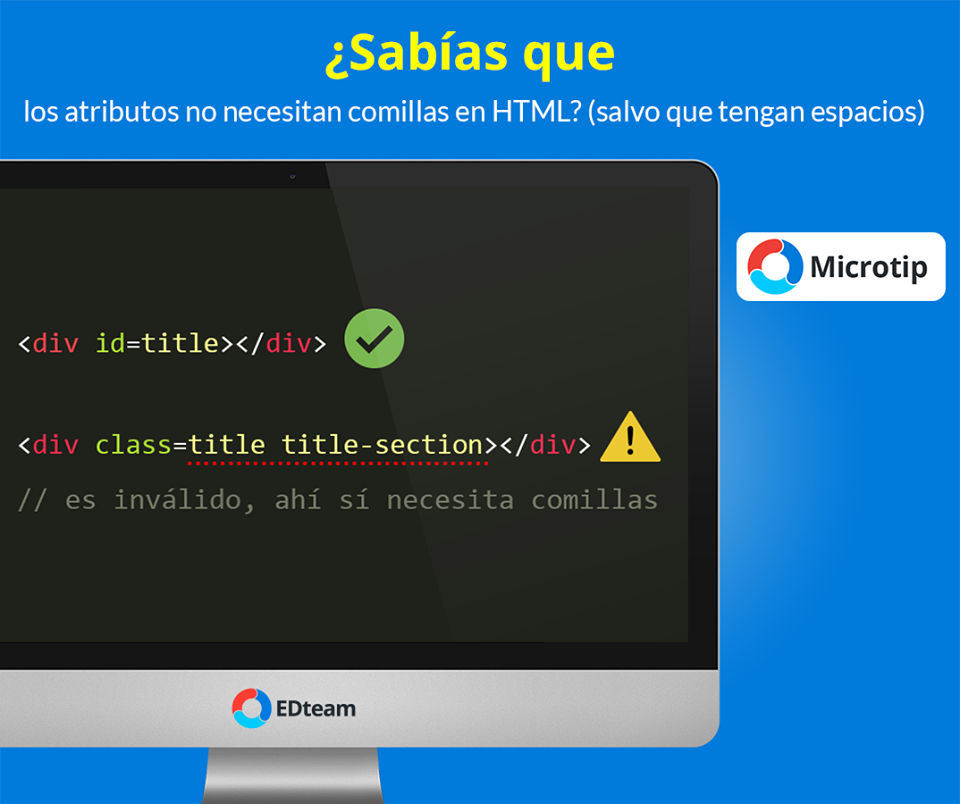 ¿Sabías que
los atributos no necesitan comillas en HTML? (salvo que tengan espacios)
Microtip
<div id=title></div>
<div class=title title-section></div>
// es inválido, ahí sí necesita comillas
EDteam